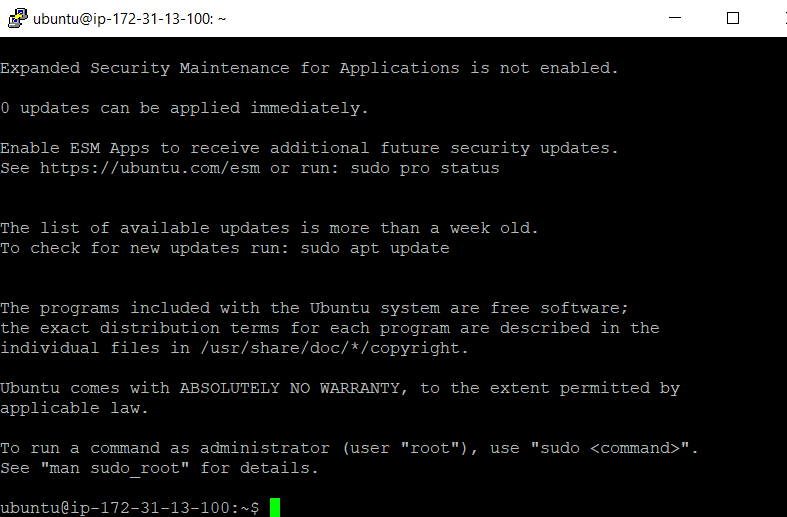 ubuntu@ip-172-31-13-100: ~
Expanded Security Maintenance for Applications is not enabled.
0 updates can be applied immediately.
Enable ESM Apps to receive additional future security updates.
See https://ubuntu.com/esm or run: sudo pro status
The list of available updates is more than a week old.
To check for new updates run: sudo apt update
The programs included with the Ubuntu system are free software;
the exact distribution terms for each program are described in the
individual files in /usr/share/doc/*/copyright.
Ubuntu comes with ABSOLUTELY NO WARRANTY, to the extent permitted by
applicable law.
To run a command as administrator (user "root"), use "sudo <command>".
See "man sudo_root" for details.
ubuntu@ip-172-31-13-100:~$